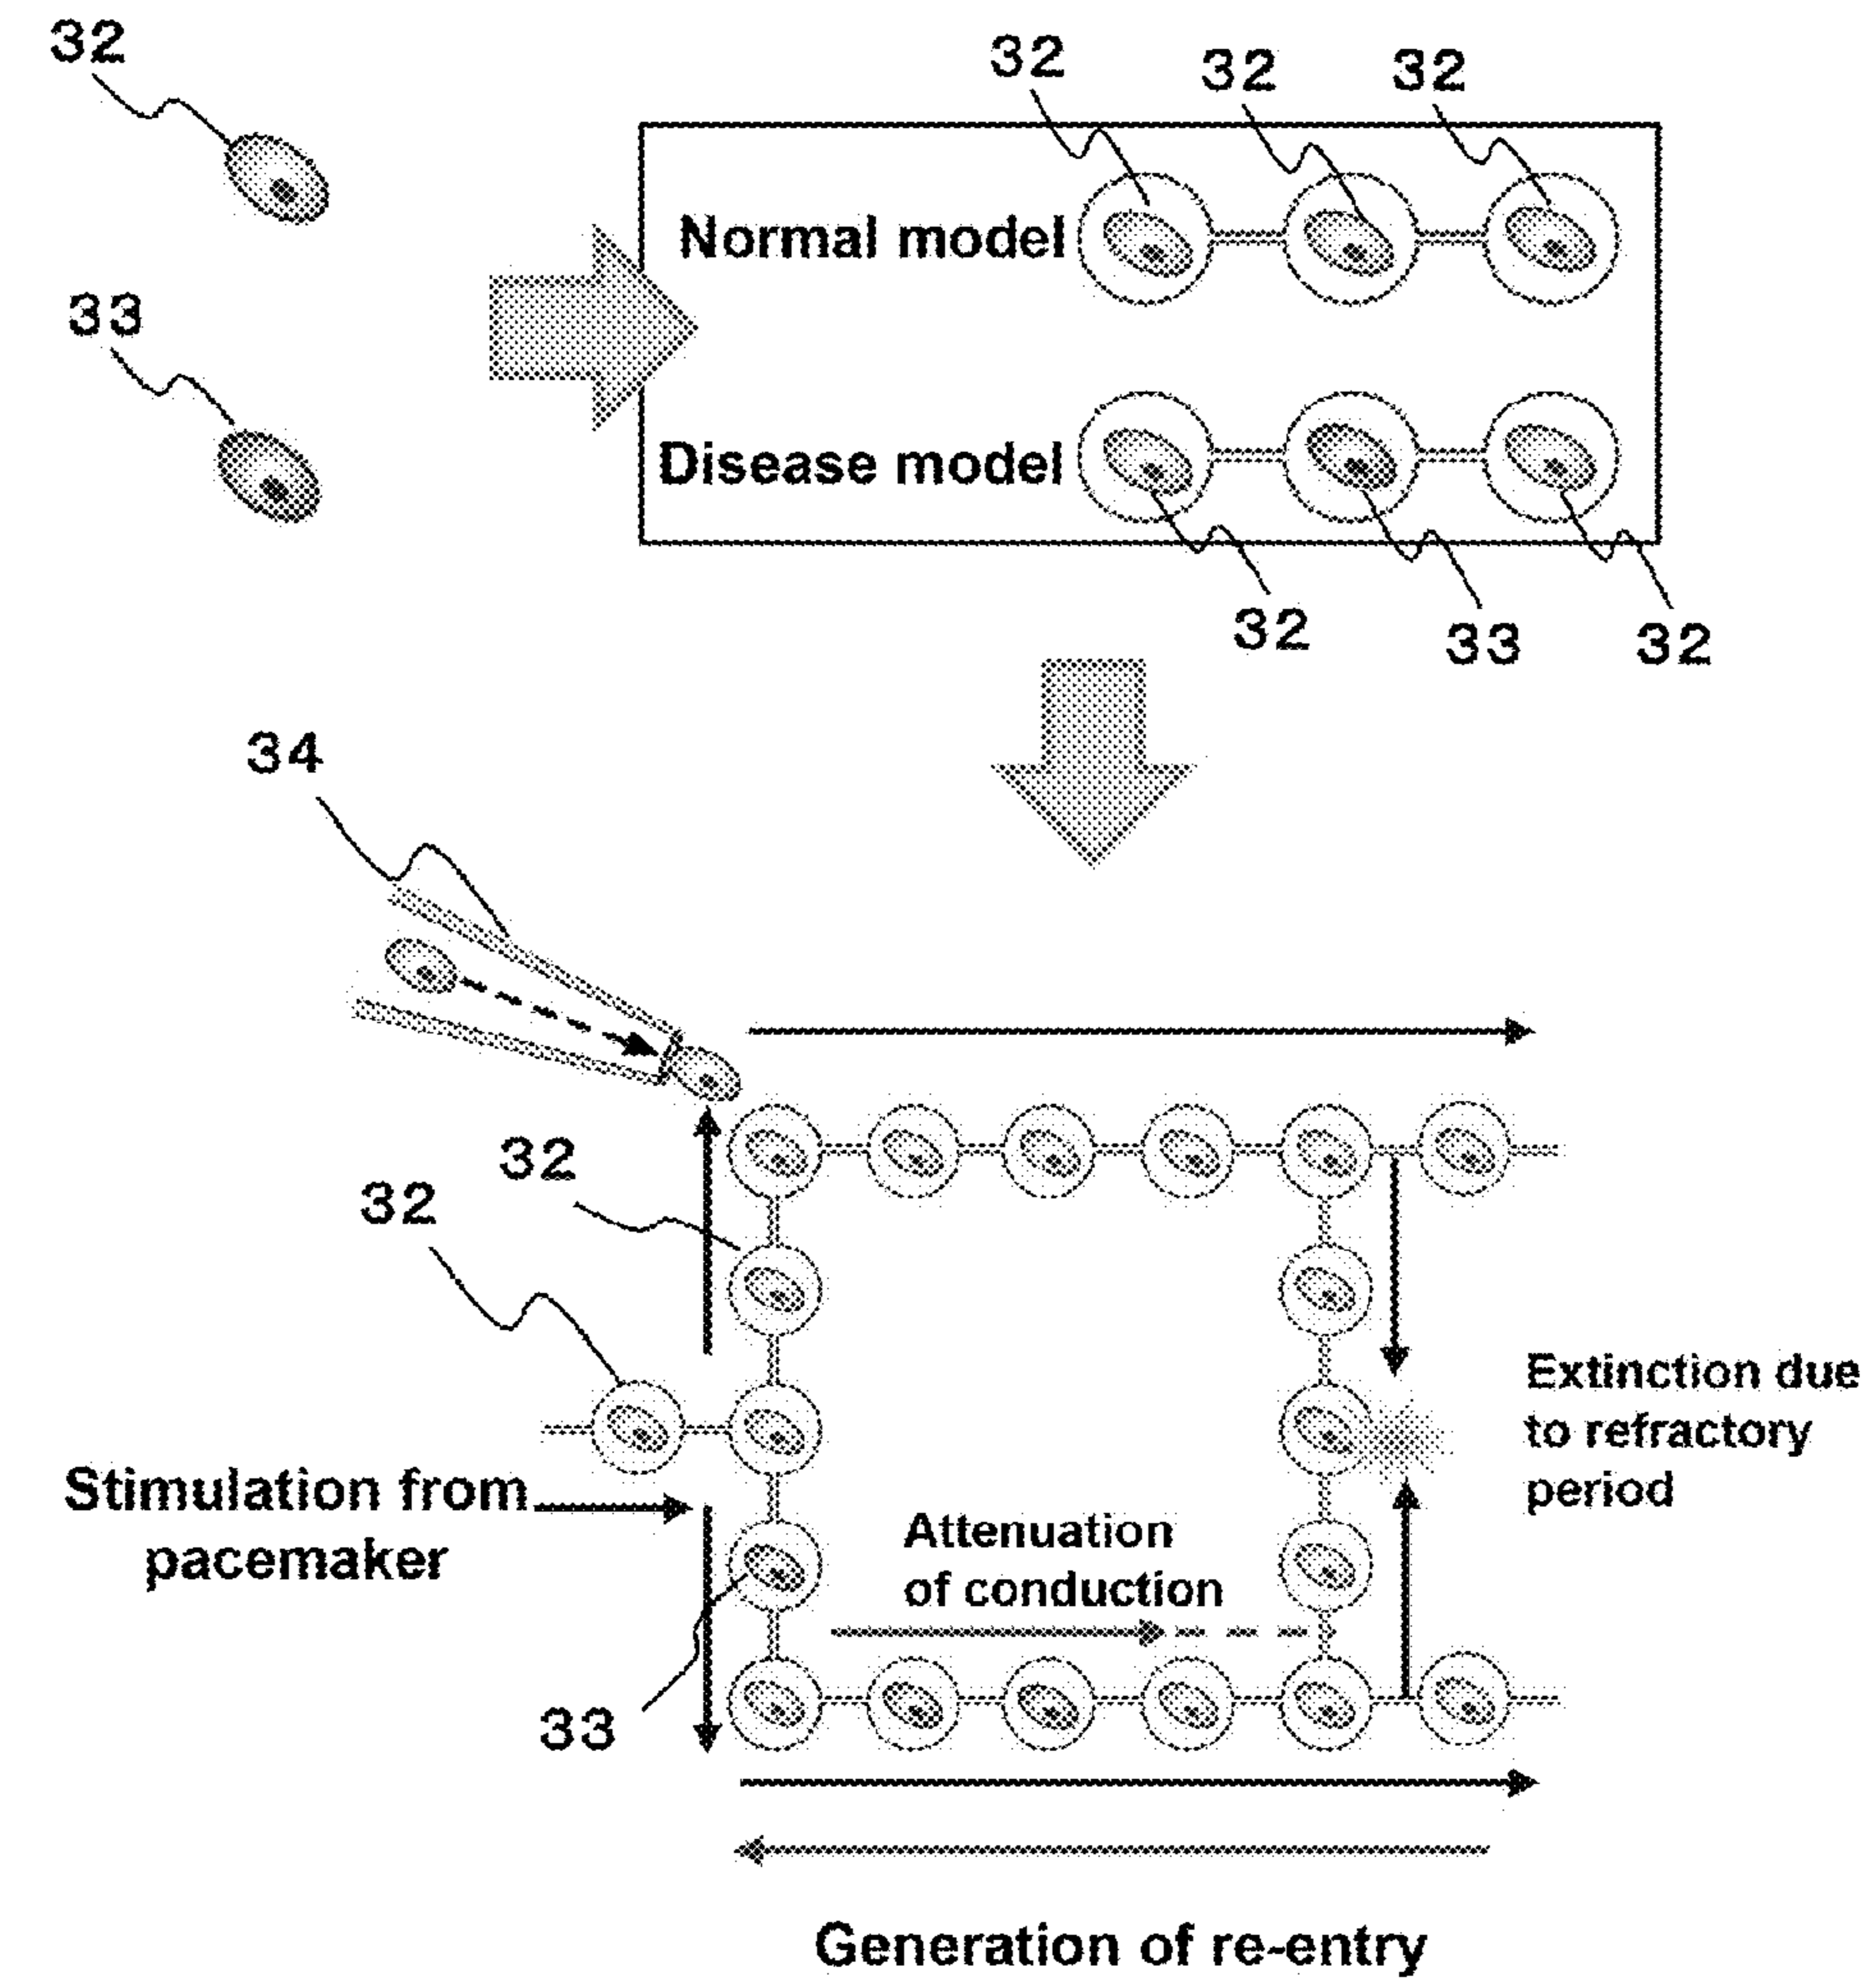 32
32
32
32
Normal model
33
Disease model
32
33
32
34
32
32
Extinction due
to refractory
period
Stimulation from
pacemaker
Attenuation
of conduction
33
Generation of re-entry